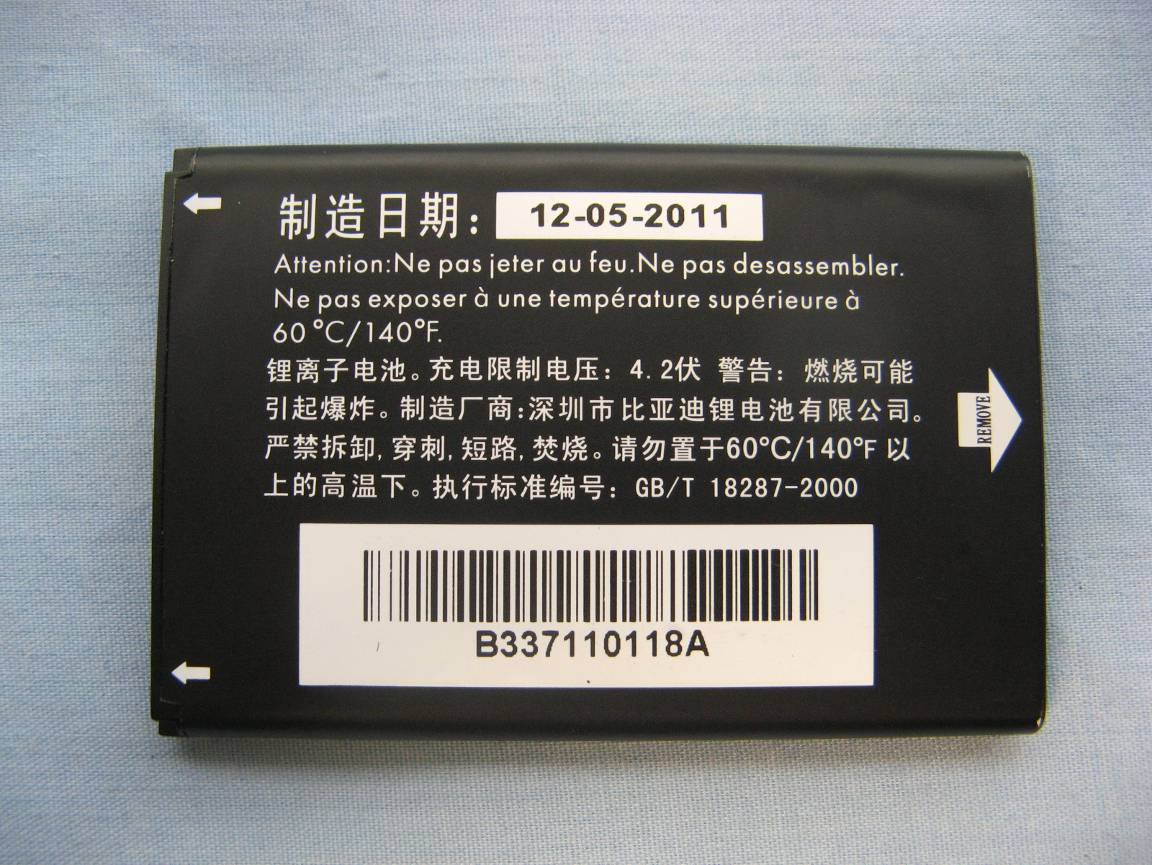 制造日期: 12-05-2011
Attention:Ne pas jeter au feu.Ne pas desassembler.
Ne pas exposer à une température supérieure à
60 °C/140°F.
锂离子电池。充电限制电压: 4.2伏 警告: 燃烧可能
引起爆炸。制造厂商:深圳市比亚迪锂电池有限公司。
严禁拆卸, 穿刺, 短路, 焚烧。请勿置于60°C/140°F 以
上的高温下。执行标准编号: GB/T 18287-2000
REMOVE
B337110118A